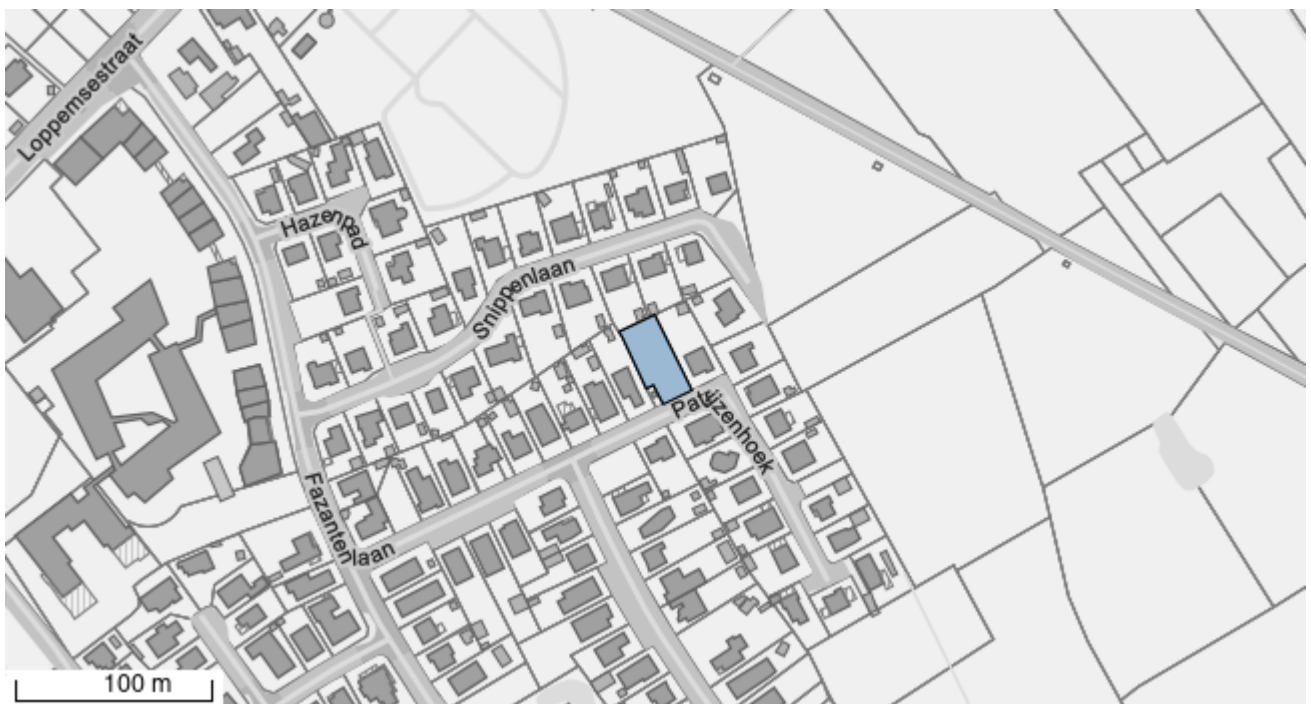 Loppemsestraat
Hazenpad
Snippenlaan
Patrijzenhoek
Fazantenlaan
100 m